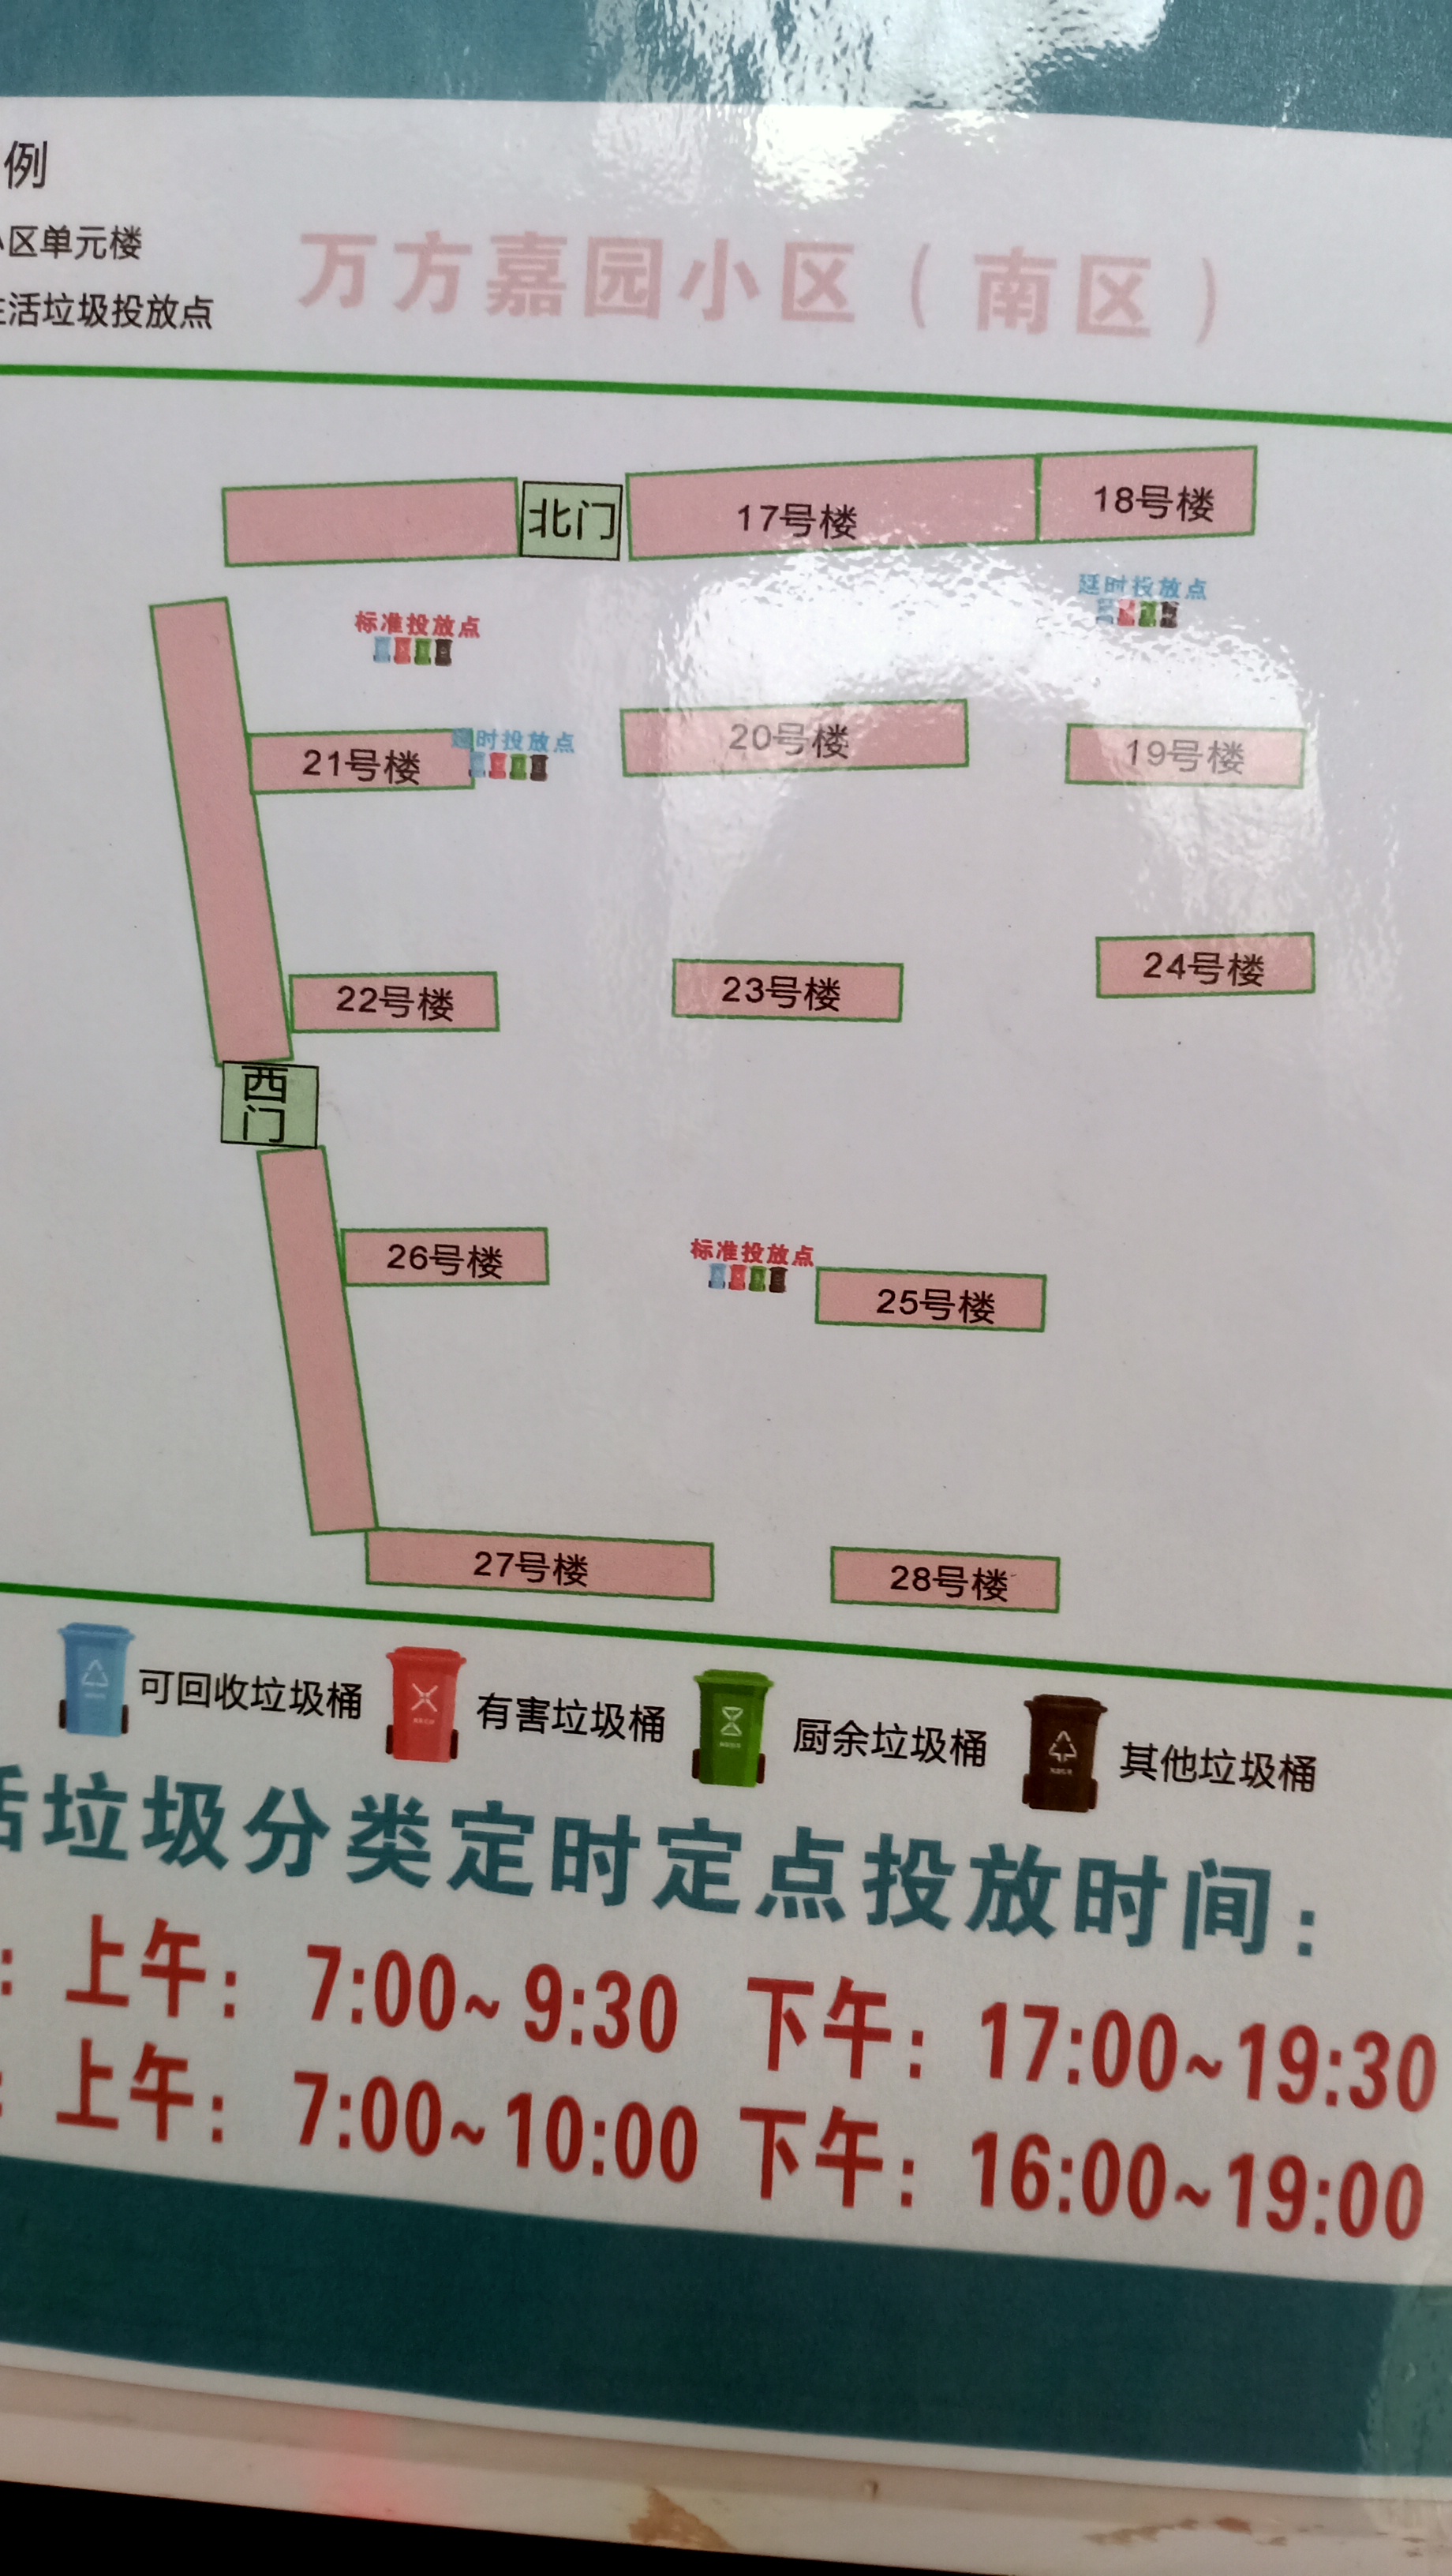 例
小区单元楼
生活垃圾投放点
万方嘉园小区(南区)
北门
17号楼
18号楼
标准投放点
延时投放点
21号楼
延时投放点
20号楼
19号楼
22号楼
23号楼
24号楼
西门
26号楼
标准投放点
25号楼
27号楼
28号楼
可回收垃圾桶
有害垃圾桶
厨余垃圾桶
其他垃圾桶
活垃圾分类定时定点投放时间:
: 上午: 7:00~9:30 下午: 17:00~19:30
: 上午: 7:00~10:00 下午: 16:00~19:00